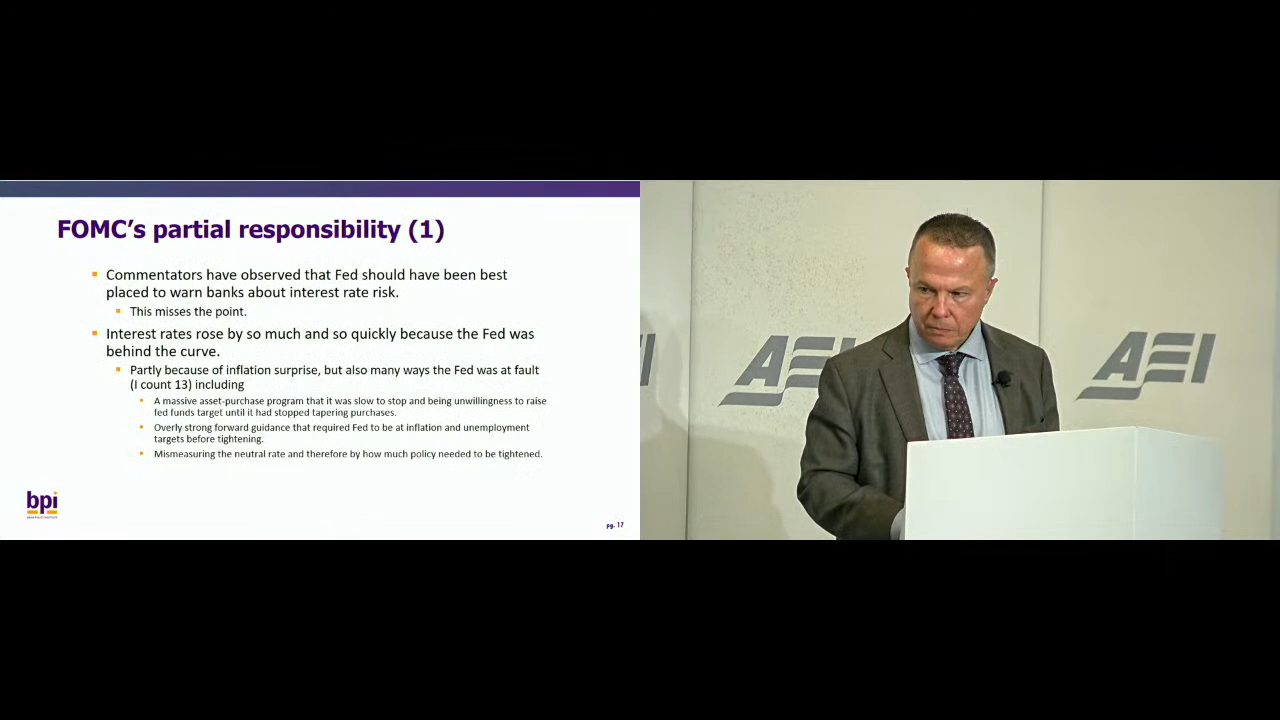 FOMC's partial responsibility (1)
Commentators have observed that Fed should have been best
placed to warn banks about interest rate risk.
This misses the point.
Interest rates rose by so much and so quickly because the Fed was
behind the curve.
Partly because of inflation surprise, but also many ways the Fed was at fault
(I count 13) including
A massive asset-purchase program that it was slow to stop and being unwillingness to raise
fed funds target until it had stopped tapering purchases.
Overly strong forward guidance that required Fed to be at inflation and unemployment
targets before tightening.
Mismeasuring the neutral rate and therefore by how much policy needed to be tightened.
bpi
pg. 17
AEI
AEI